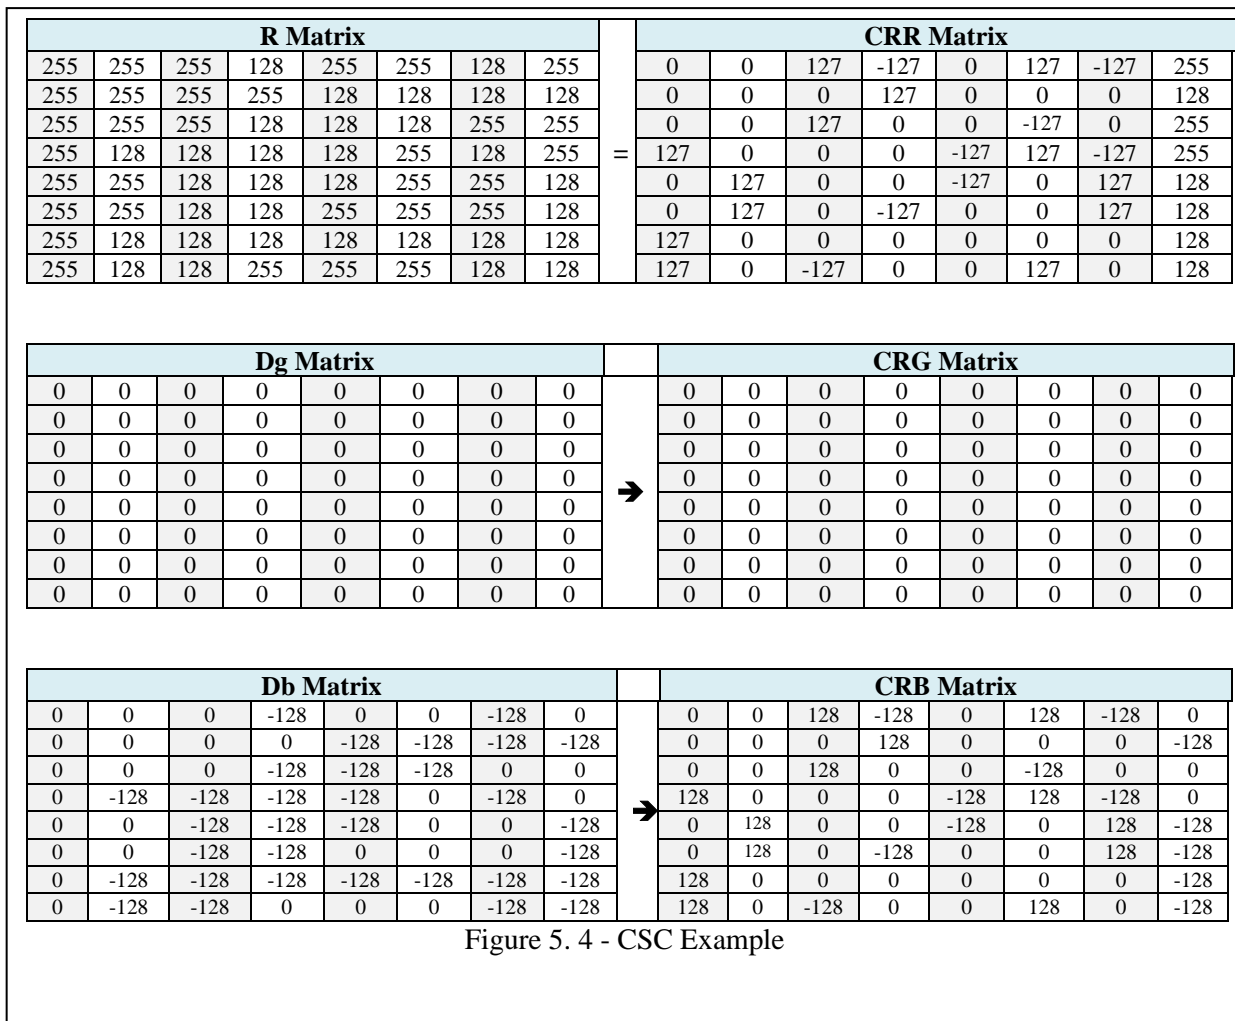 R Matrix CRR Matrix
255 255 255 128 255 255 128 255 0 0 127 -127 0 127 -127 255
255 255 255 255 128 128 128 128 0 0 0 127 0 0 0 128
255 255 255 128 128 128 255 255 0 0 127 0 0 -127 0 255
255 128 128 128 128 255 128 255 = 127 0 0 0 -127 127 -127 255
255 255 128 128 128 255 255 128 0 127 0 0 -127 0 127 128
255 255 128 128 255 255 255 128 0 127 0 -127 0 0 127 128
255 128 128 128 128 128 128 128 127 0 0 0 0 0 0 128
255 128 128 255 255 255 128 128 127 0 -127 0 0 127 0 128
Dg Matrix CRG Matrix
0 0 0 0 0 0 0 0 0 0 0 0 0 0 0 0
0 0 0 0 0 0 0 0 0 0 0 0 0 0 0 0
0 0 0 0 0 0 0 0 0 0 0 0 0 0 0 0
0 0 0 0 0 0 0 0 0 0 0 0 0 0 0 0
0 0 0 0 0 0 0 0 ➔ 0 0 0 0 0 0 0 0
0 0 0 0 0 0 0 0 0 0 0 0 0 0 0 0
0 0 0 0 0 0 0 0 0 0 0 0 0 0 0 0
0 0 0 0 0 0 0 0 0 0 0 0 0 0 0 0
Db Matrix CRB Matrix
0 0 0 -128 0 0 -128 0 0 0 128 -128 0 128 -128 0
0 0 0 0 -128 -128 -128 -128 0 0 0 128 0 0 0 -128
0 0 0 -128 -128 -128 0 0 0 0 128 0 0 -128 0 0
0 -128 -128 -128 -128 0 -128 0 ➔ 128 0 0 0 -128 128 -128 0
0 0 -128 -128 -128 0 0 -128 0 128 0 0 -128 0 128 -128
0 0 -128 -128 0 0 0 -128 0 128 0 -128 0 0 128 -128
0 -128 -128 -128 -128 -128 -128 -128 128 0 0 0 0 0 0 -128
0 -128 -128 0 0 0 -128 -128 128 0 -128 0 0 128 0 -128
Figure 5. 4 - CSC Example